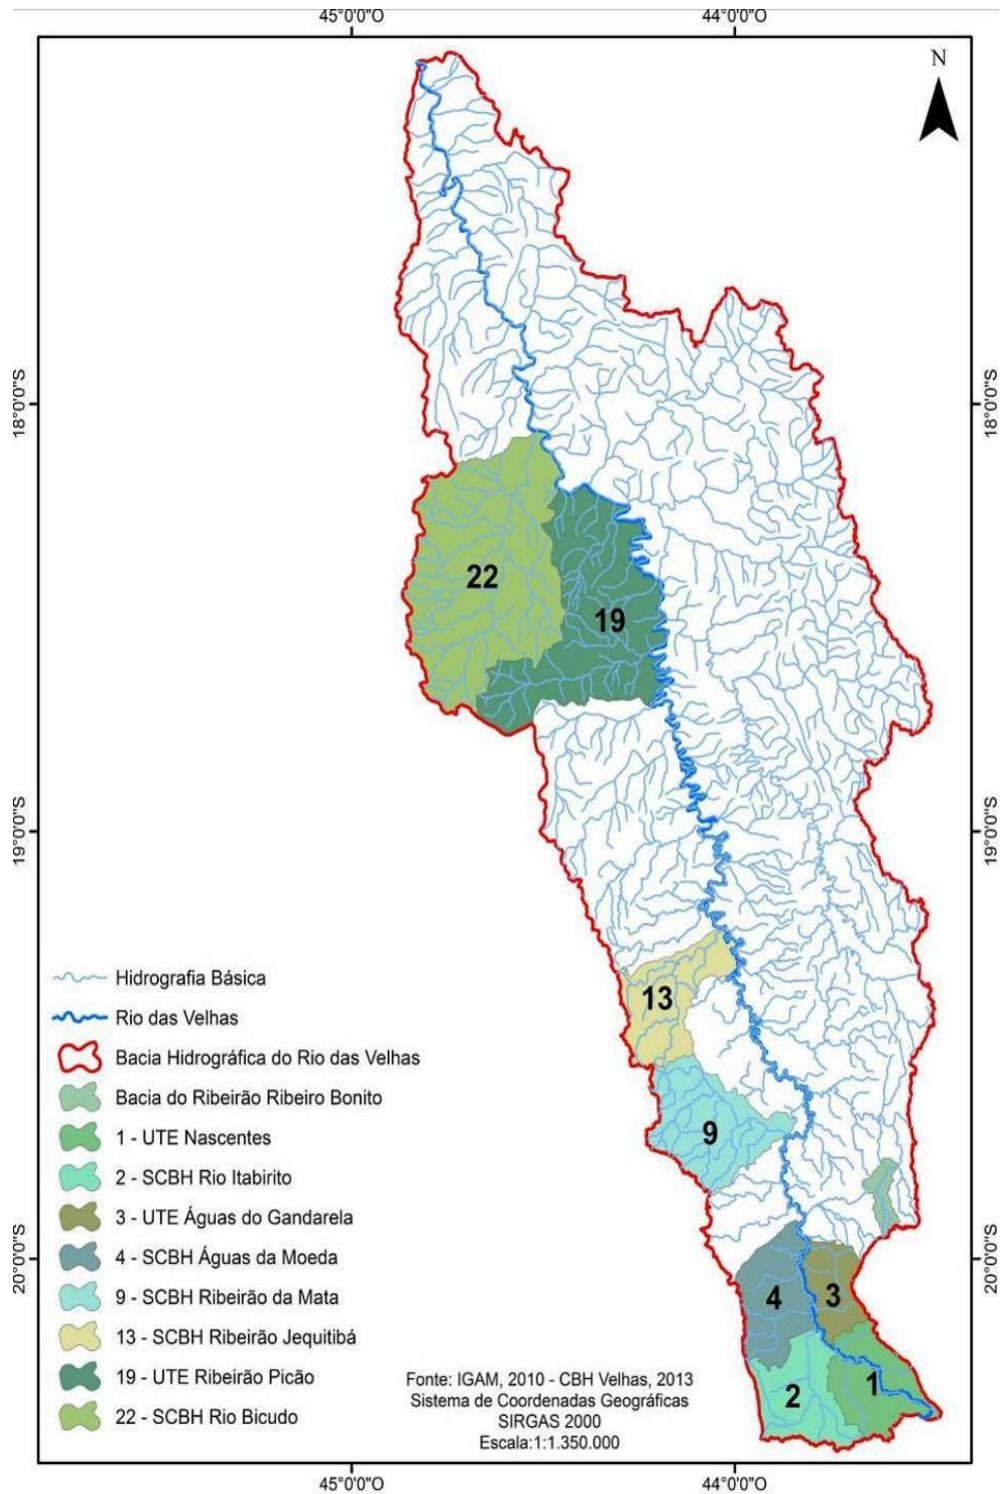 45°0'0"O
44°0'0"O
N
18°0'0"S
18°0'0"S
22
19
19°0'0"S
19°0'0"S
13
9
Hidrografia Básica
Rio das Velhas
Bacia Hidrográfica do Rio das Velhas
Bacia do Ribeirão Ribeiro Bonito
1 - UTE Nascentes
2 - SCBH Rio Itabirito
3 - UTE Águas do Gandarela
4 - SCBH Águas da Moeda
9 - SCBH Ribeirão da Mata
13 - SCBH Ribeirão Jequitibá
19 - UTE Ribeirão Picão
22 - SCBH Rio Bicudo
20°0'0"S
20°0'0"S
4
3
2
1
Fonte: IGAM, 2010 - CBH Velhas, 2013
Sistema de Coordenadas Geográficas
SIRGAS 2000
Escala:1:1.350.000
45°0'0"O
44°0'0"O